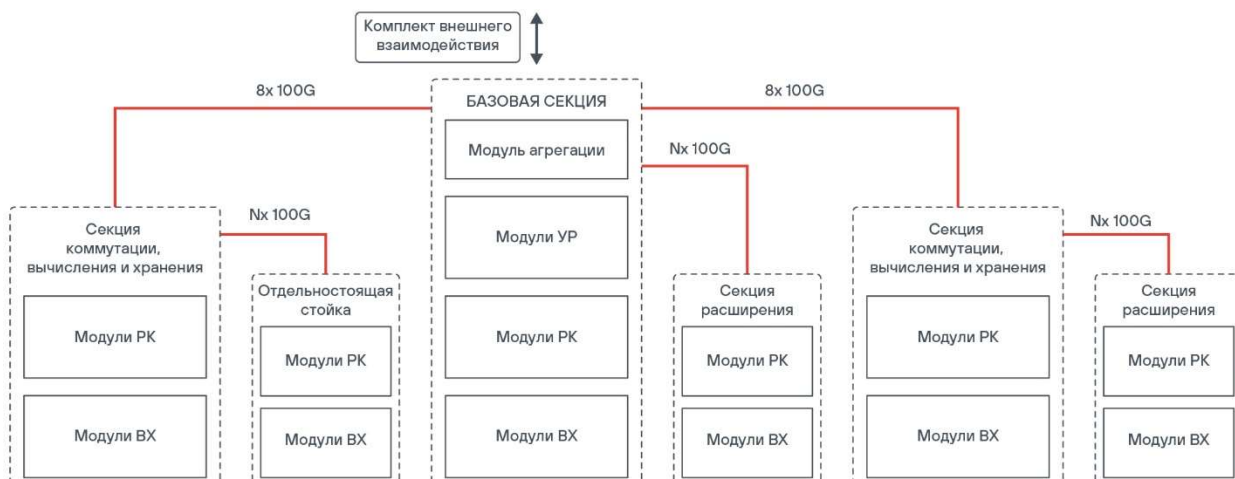 Комплект внешнего
взаимодействия
8x 100G
БАЗОВАЯ СЕКЦИЯ
8x 100G
Модуль агрегации
Nx 100G
Секция
коммутации,
вычисления и хранения
Nx 100G
Модули УР
Секция
коммутации,
вычисления и хранения
Nx 100G
Отдельностоящая
стойка
Секция
расширения
Секция
расширения
Модули РК
Модули РК
Модули РК
Модули РК
Модули РК
Модули РК
Модули ВХ
Модули ВХ
Модули ВХ
Модули ВХ
Модули ВХ
Модули ВХ